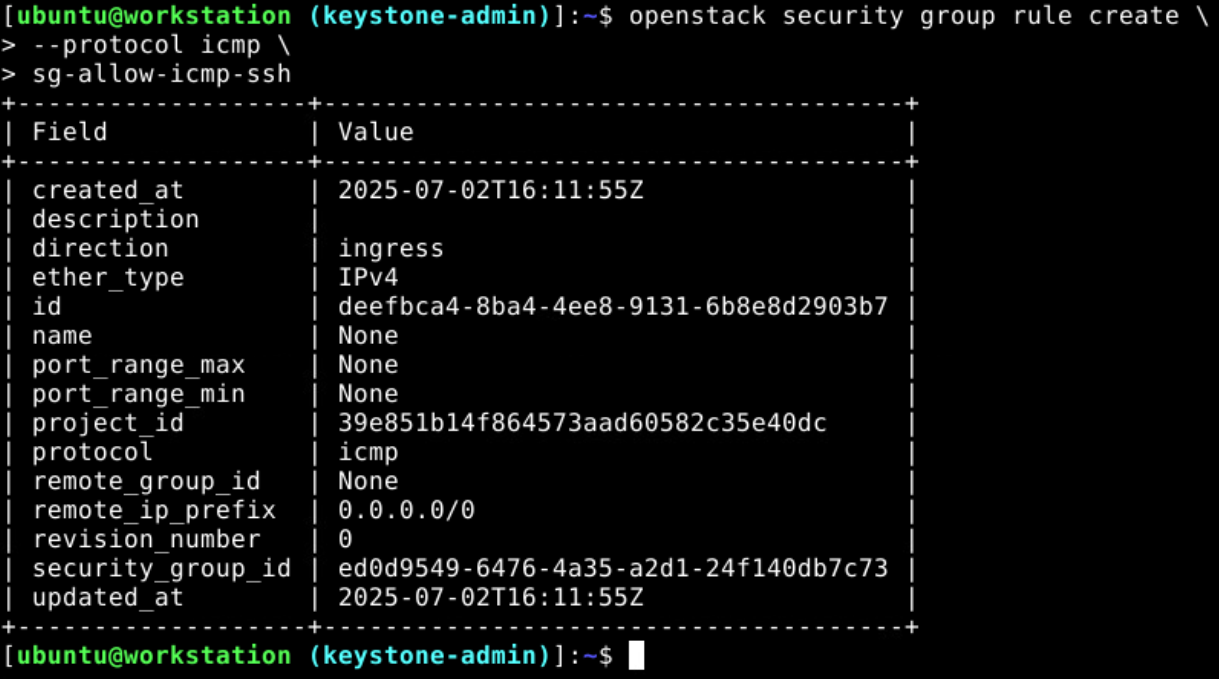 [ubuntu@workstation (keystone-admin)]:~$ openstack security group rule create \
> --protocol icmp \
> sg-allow-icmp-ssh
+-------------------+--------------------------------------+
| Field             | Value                                |
+-------------------+--------------------------------------+
| created_at        | 2025-07-02T16:11:55Z                 |
| description       |                                      |
| direction         | ingress                              |
| ether_type        | IPv4                                 |
| id                | deefbca4-8ba4-4ee8-9131-6b8e8d2903b7 |
| name              | None                                 |
| port_range_max    | None                                 |
| port_range_min    | None                                 |
| project_id        | 39e851b14f864573aad60582c35e40dc     |
| protocol          | icmp                                 |
| remote_group_id   | None                                 |
| remote_ip_prefix  | 0.0.0.0/0                            |
| revision_number   | 0                                    |
| security_group_id | ed0d9549-6476-4a35-a2d1-24f140db7c73 |
| updated_at        | 2025-07-02T16:11:55Z                 |
+-------------------+--------------------------------------+
[ubuntu@workstation (keystone-admin)]:~$